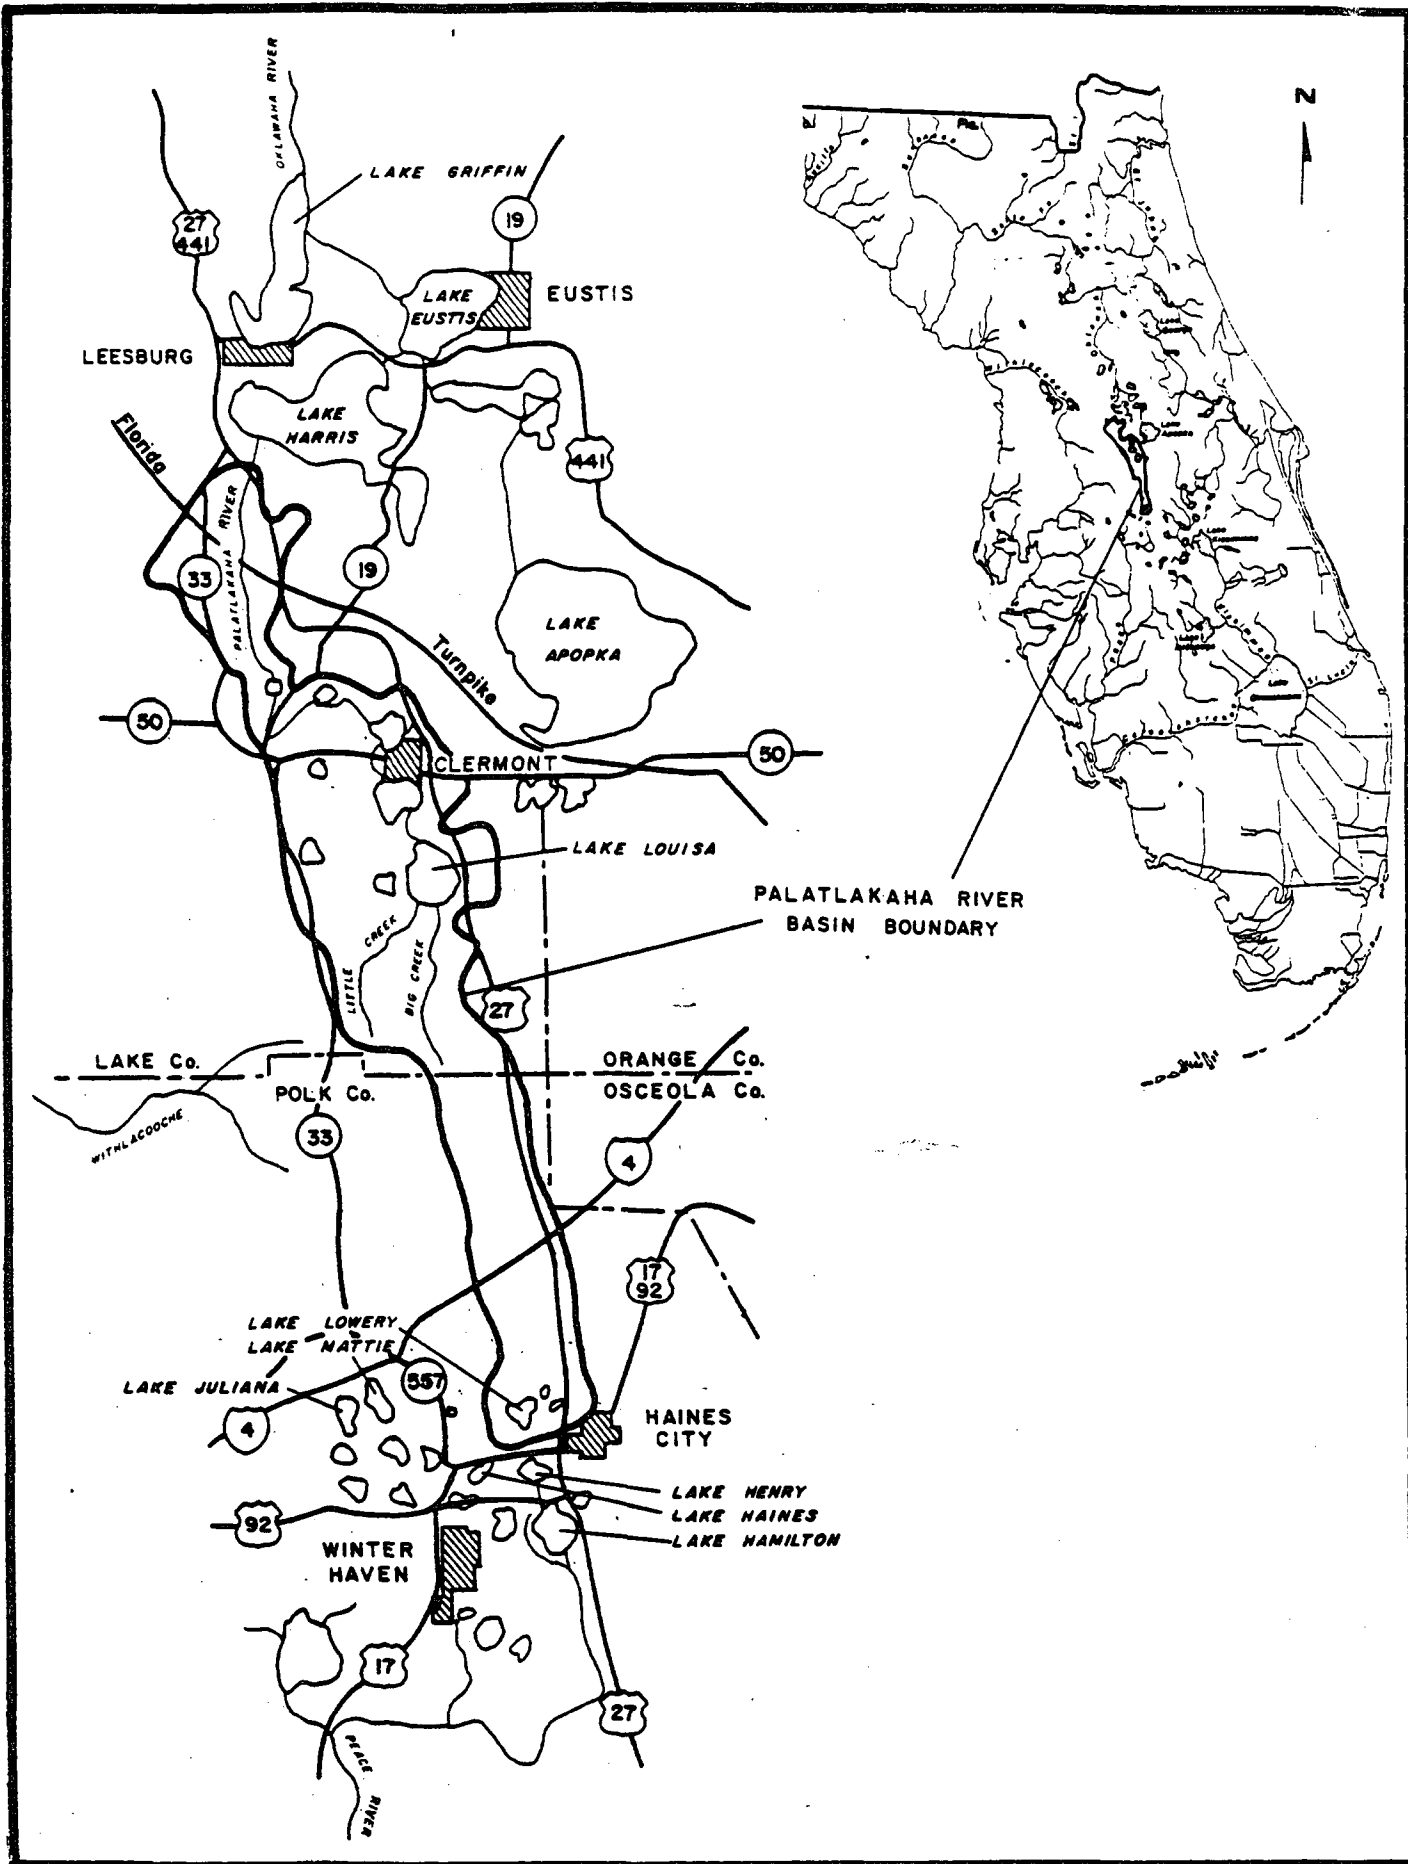 OKLAWAHA RIVER
N
LAKE GRIFFIN
27
441
19
LAKE
EUSTIS
EUSTIS
LEESBURG
LAKE
HARRIS
Florida
441
PALATLAKAHA RIVER
33
19
LAKE
APOPKA
Turnpike
50
CLERMONT
50
LAKE LOUISA
PALATLAKAHA RIVER
BASIN BOUNDARY
LITTLE CREEK
BIG CREEK
27
LAKE Co.
ORANGE Co.
POLK Co.
OSCEOLA Co.
WITHLACOOCHE
33
4
17
92
LAKE LOWERY
LAKE MATTIE
LAKE JULIANA
557
4
HAINES
CITY
LAKE HENRY
LAKE HAINES
LAKE HAMILTON
92
WINTER
HAVEN
17
27
PEACE RIVER
Lake
Apopka